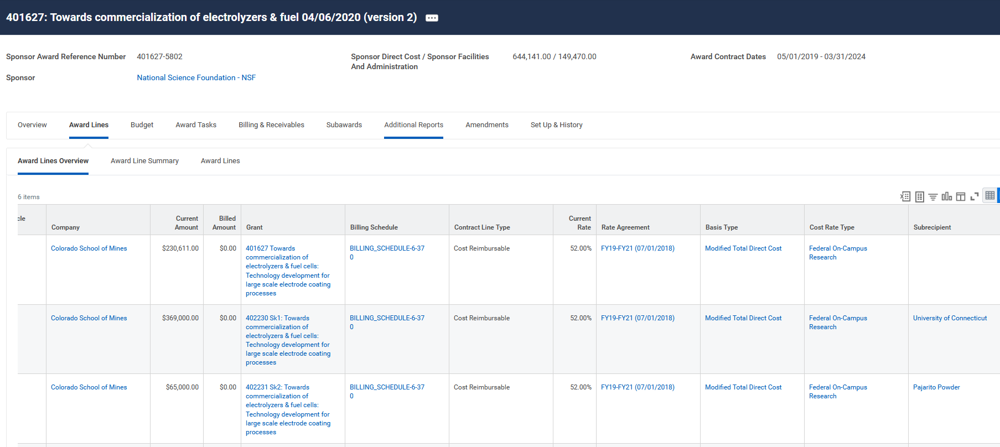 401627: Towards commercialization of electrolyzers & fuel 04/06/2020 (version 2)
Sponsor Award Reference Number 401627-5802
Sponsor Direct Cost / Sponsor Facilities And Administration 644,141.00 / 149,470.00
Award Contract Dates 05/01/2019 - 03/31/2024
Sponsor National Science Foundation - NSF
Overview Award Lines Budget Award Tasks Billing & Receivables Subawards Additional Reports Amendments Set Up & History
Award Lines Overview Award Line Summary Award Lines
6 items
cle Company Current Amount Billed Amount Grant Billing Schedule Contract Line Type Current Rate Rate Agreement Basis Type Cost Rate Type Subrecipient
Colorado School of Mines $230,611.00 $0.00 401627 Towards BILLING_SCHEDULE-6-37 Cost Reimbursable 52.00% FY19-FY21 (07/01/2018) Modified Total Direct Cost Federal On-Campus
commercialization of 0 Research
electrolyzers & fuel cells:
Technology development for
large scale electrode coating
processes
Colorado School of Mines $369,000.00 $0.00 402230 Sk1: Towards BILLING_SCHEDULE-6-37 Cost Reimbursable 52.00% FY19-FY21 (07/01/2018) Modified Total Direct Cost Federal On-Campus University of Connecticut
commercialization of 0 Research
electrolyzers & fuel cells:
Technology development for
large scale electrode coating
processes
Colorado School of Mines $65,000.00 $0.00 402231 Sk2: Towards BILLING_SCHEDULE-6-37 Cost Reimbursable 52.00% FY19-FY21 (07/01/2018) Modified Total Direct Cost Federal On-Campus Pajarito Powder
commercialization of 0 Research
electrolyzers & fuel cells:
Technology development for
large scale electrode coating
processes